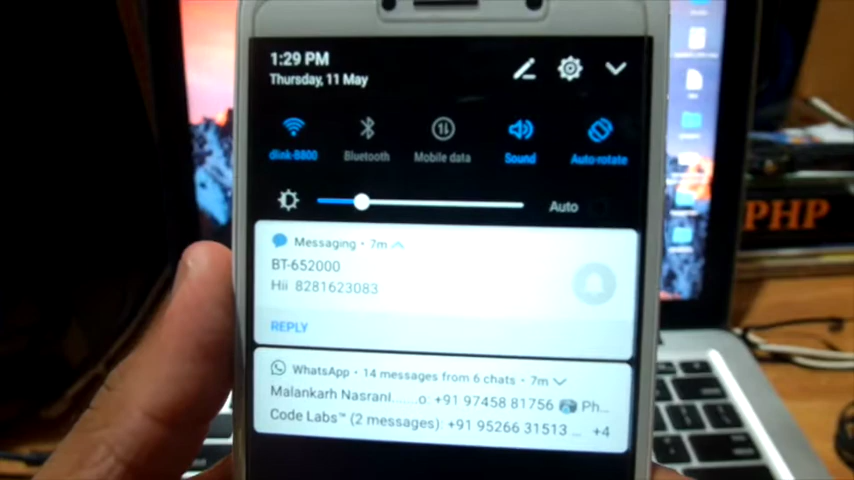 1:29 PM
Thursday, 11 May
dlink-8800
Bluetooth
Mobile data
Sound
Auto-rotate
Auto
Messaging • 7m
BT-652000
Hii 8281623083
REPLY
WhatsApp • 14 messages from 6 chats • 7m
Malankarh Nasrani.......o: +91 97458 81756 📷 Ph...
Code Labs™ (2 messages): +91 95266 31513 ... +4
PHP